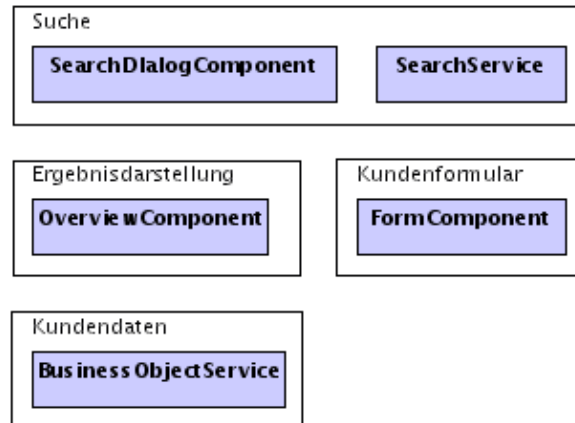 Suche
SearchDIalogComponent SearchService
Ergebnisdarstellung Kundenformular
OverviewComponent FormComponent
Kundendaten
BusinessObjectService